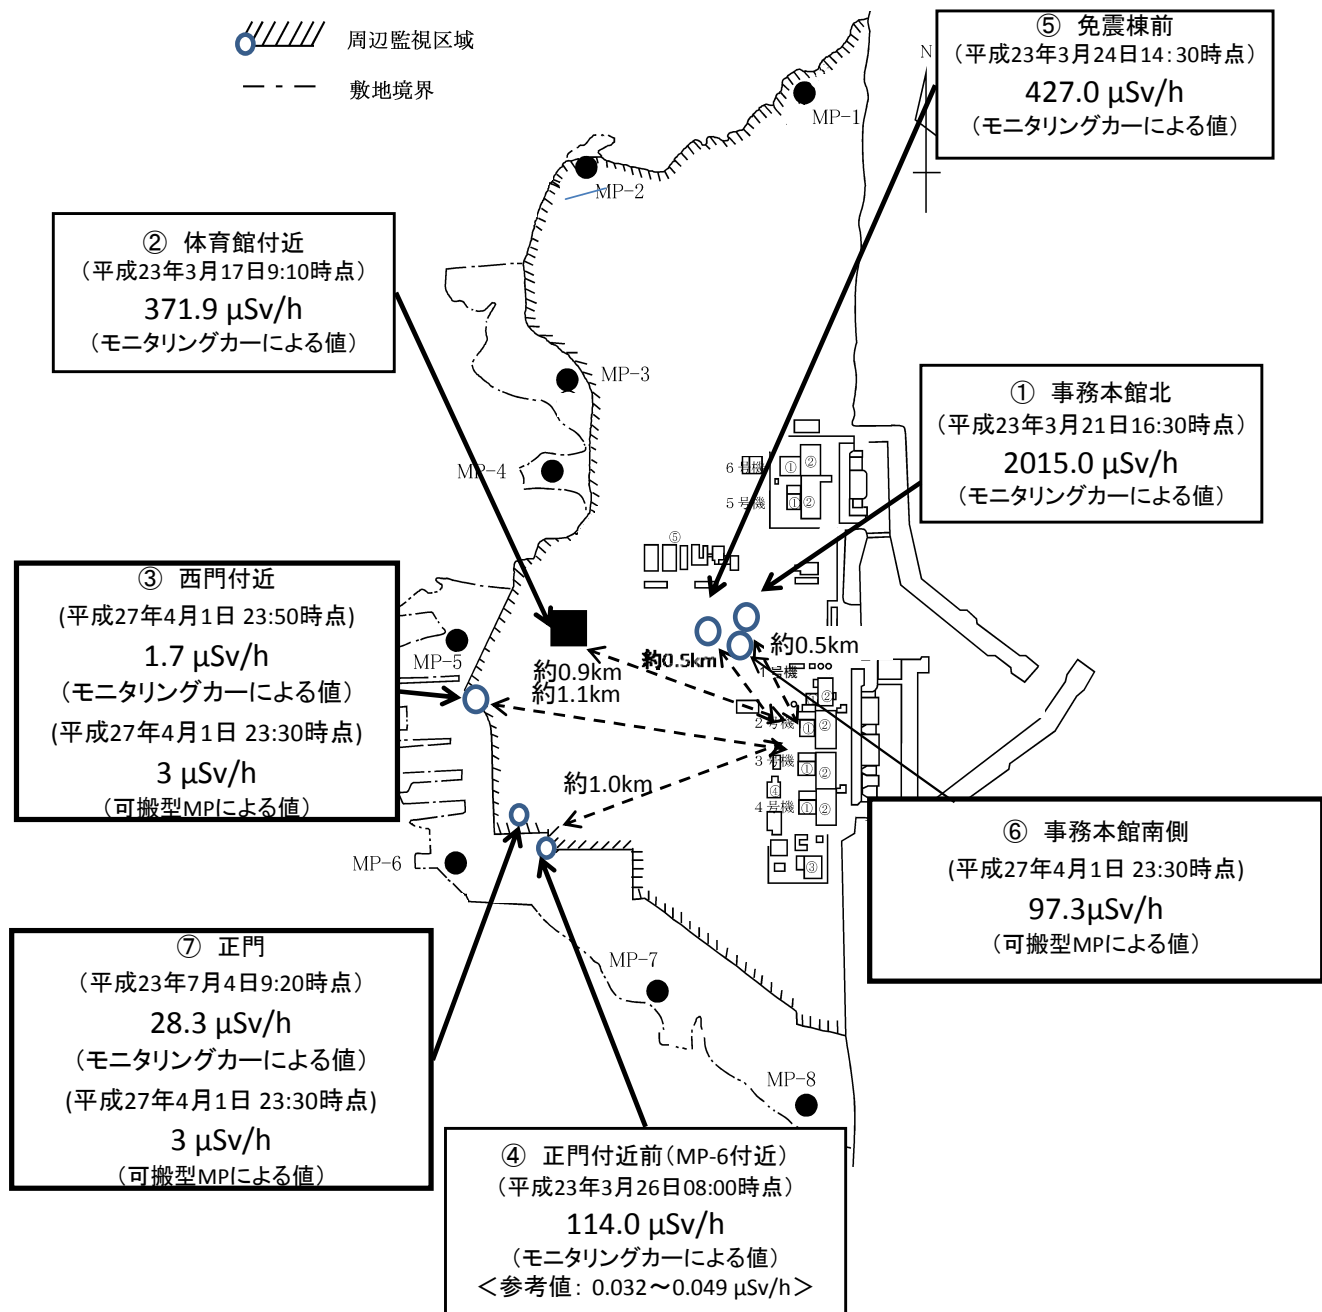 周辺監視区域
敷地境界
⑤ 免震棟前
（平成23年3月24日14：30時点）
427.0 μSv/h
（モニタリングカーによる値）
N
MP-1
MP-2
② 体育館付近
（平成23年3月17日9:10時点）
371.9 μSv/h
（モニタリングカーによる値）
MP-3
① 事務本館北
（平成23年3月21日16:30時点）
2015.0 μSv/h
（モニタリングカーによる値）
MP-4
6号機
① ②
5号機
① ②
⑤
③ 西門付近
(平成27年4月1日 23:50時点)
1.7 μSv/h
（モニタリングカーによる値）
(平成27年4月1日 23:30時点)
3 μSv/h
（可搬型MPによる値）
MP-5
約0.9km
約1.1km
約0.5km
約0.5km
1号機
②
2号機
① ②
3号機
① ②
約1.0km
④
4号機
① ②
③
MP-6
⑥ 事務本館南側
(平成27年4月1日 23:30時点)
97.3μSv/h
（可搬型MPによる値）
⑦ 正門
（平成23年7月4日9:20時点）
28.3 μSv/h
（モニタリングカーによる値）
(平成27年4月1日 23:30時点)
3 μSv/h
（可搬型MPによる値）
MP-7
MP-8
④ 正門付近前（MP-6付近）
（平成23年3月26日08:00時点）
114.0 μSv/h
（モニタリングカーによる値）
＜参考値： 0.032～0.049 μSv/h＞